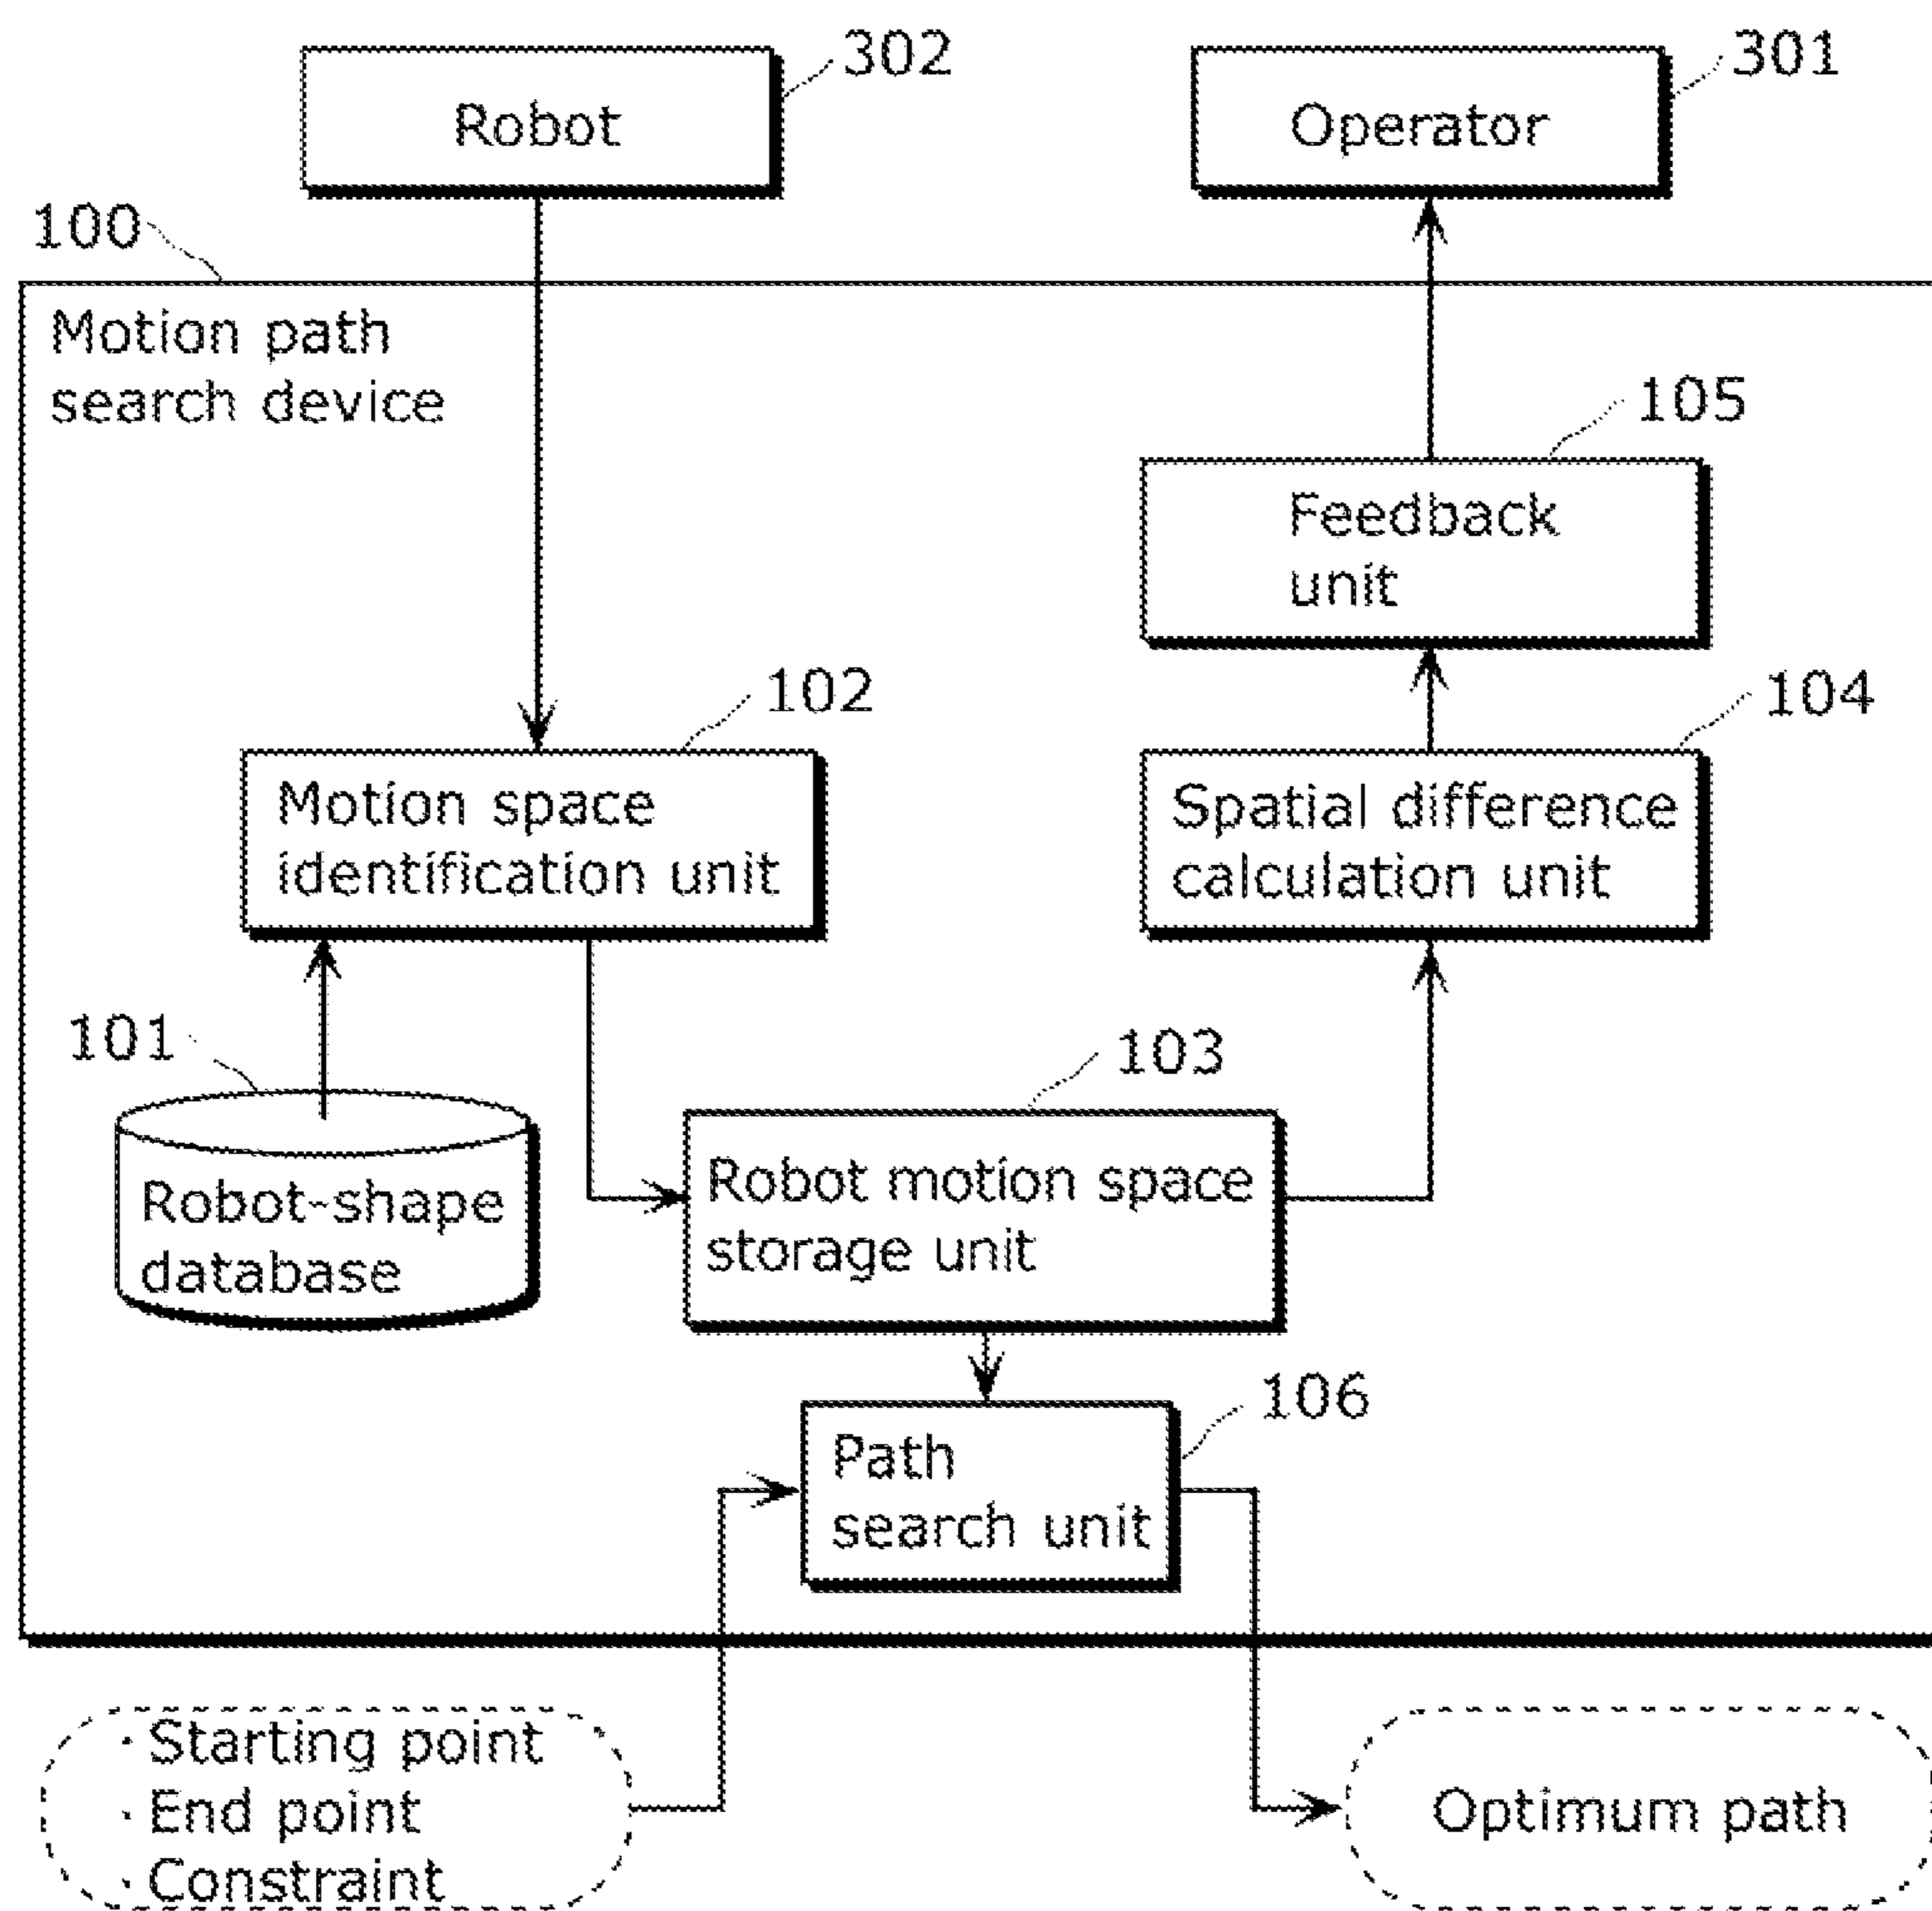 302
Robot
301
Operator
100
Motion path
search device
105
Feedback
unit
102
Motion space
identification unit
104
Spatial difference
calculation unit
101
Robot-shape
database
103
Robot motion space
storage unit
106
Path
search unit
· Starting point
· End point
· Constraint
Optimum path